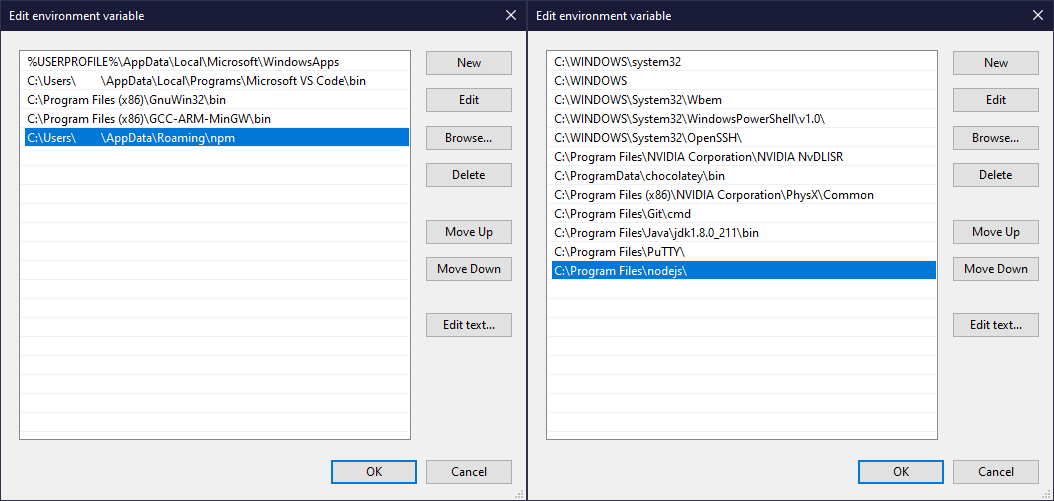 Edit environment variable
%USERPROFILE%\AppData\Local\Microsoft\WindowsApps
C:\Users\ \AppData\Local\Programs\Microsoft VS Code\bin
C:\Program Files (x86)\GnuWin32\bin
C:\Program Files (x86)\GCC-ARM-MinGW\bin
C:\Users\ \AppData\Roaming\npm
New
Edit
Browse...
Delete
Move Up
Move Down
Edit text...
OK
Cancel
Edit environment variable
C:\WINDOWS\system32
C:\WINDOWS
C:\WINDOWS\System32\Wbem
C:\WINDOWS\System32\WindowsPowerShell\v1.0\
C:\WINDOWS\System32\OpenSSH\
C:\Program Files\NVIDIA Corporation\NVIDIA NvDLISR
C:\ProgramData\chocolatey\bin
C:\Program Files (x86)\NVIDIA Corporation\PhysX\Common
C:\Program Files\Git\cmd
C:\Program Files\Java\jdk1.8.0_211\bin
C:\Program Files\PuTTY\
C:\Program Files\nodejs\
New
Edit
Browse...
Delete
Move Up
Move Down
Edit text...
OK
Cancel